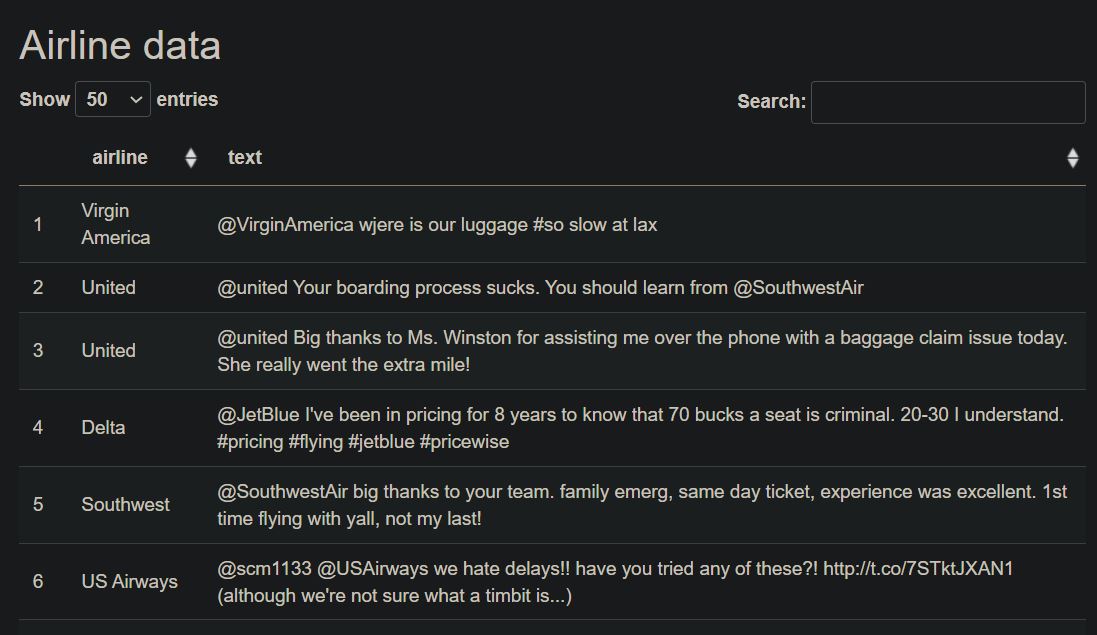 Airline data
Show 50 entries Search:
airline text
1 Virgin America @VirginAmerica wjere is our luggage #so slow at lax
2 United @united Your boarding process sucks. You should learn from @SouthwestAir
3 United @united Big thanks to Ms. Winston for assisting me over the phone with a baggage claim issue today.
She really went the extra mile!
4 Delta @JetBlue I've been in pricing for 8 years to know that 70 bucks a seat is criminal. 20-30 I understand.
#pricing #flying #jetblue #pricewise
5 Southwest @SouthwestAir big thanks to your team. family emerg, same day ticket, experience was excellent. 1st
time flying with yall, not my last!
6 US Airways @scm1133 @USAirways we hate delays!! have you tried any of these?! http://t.co/7STktJXAN1
(although we're not sure what a timbit is...)